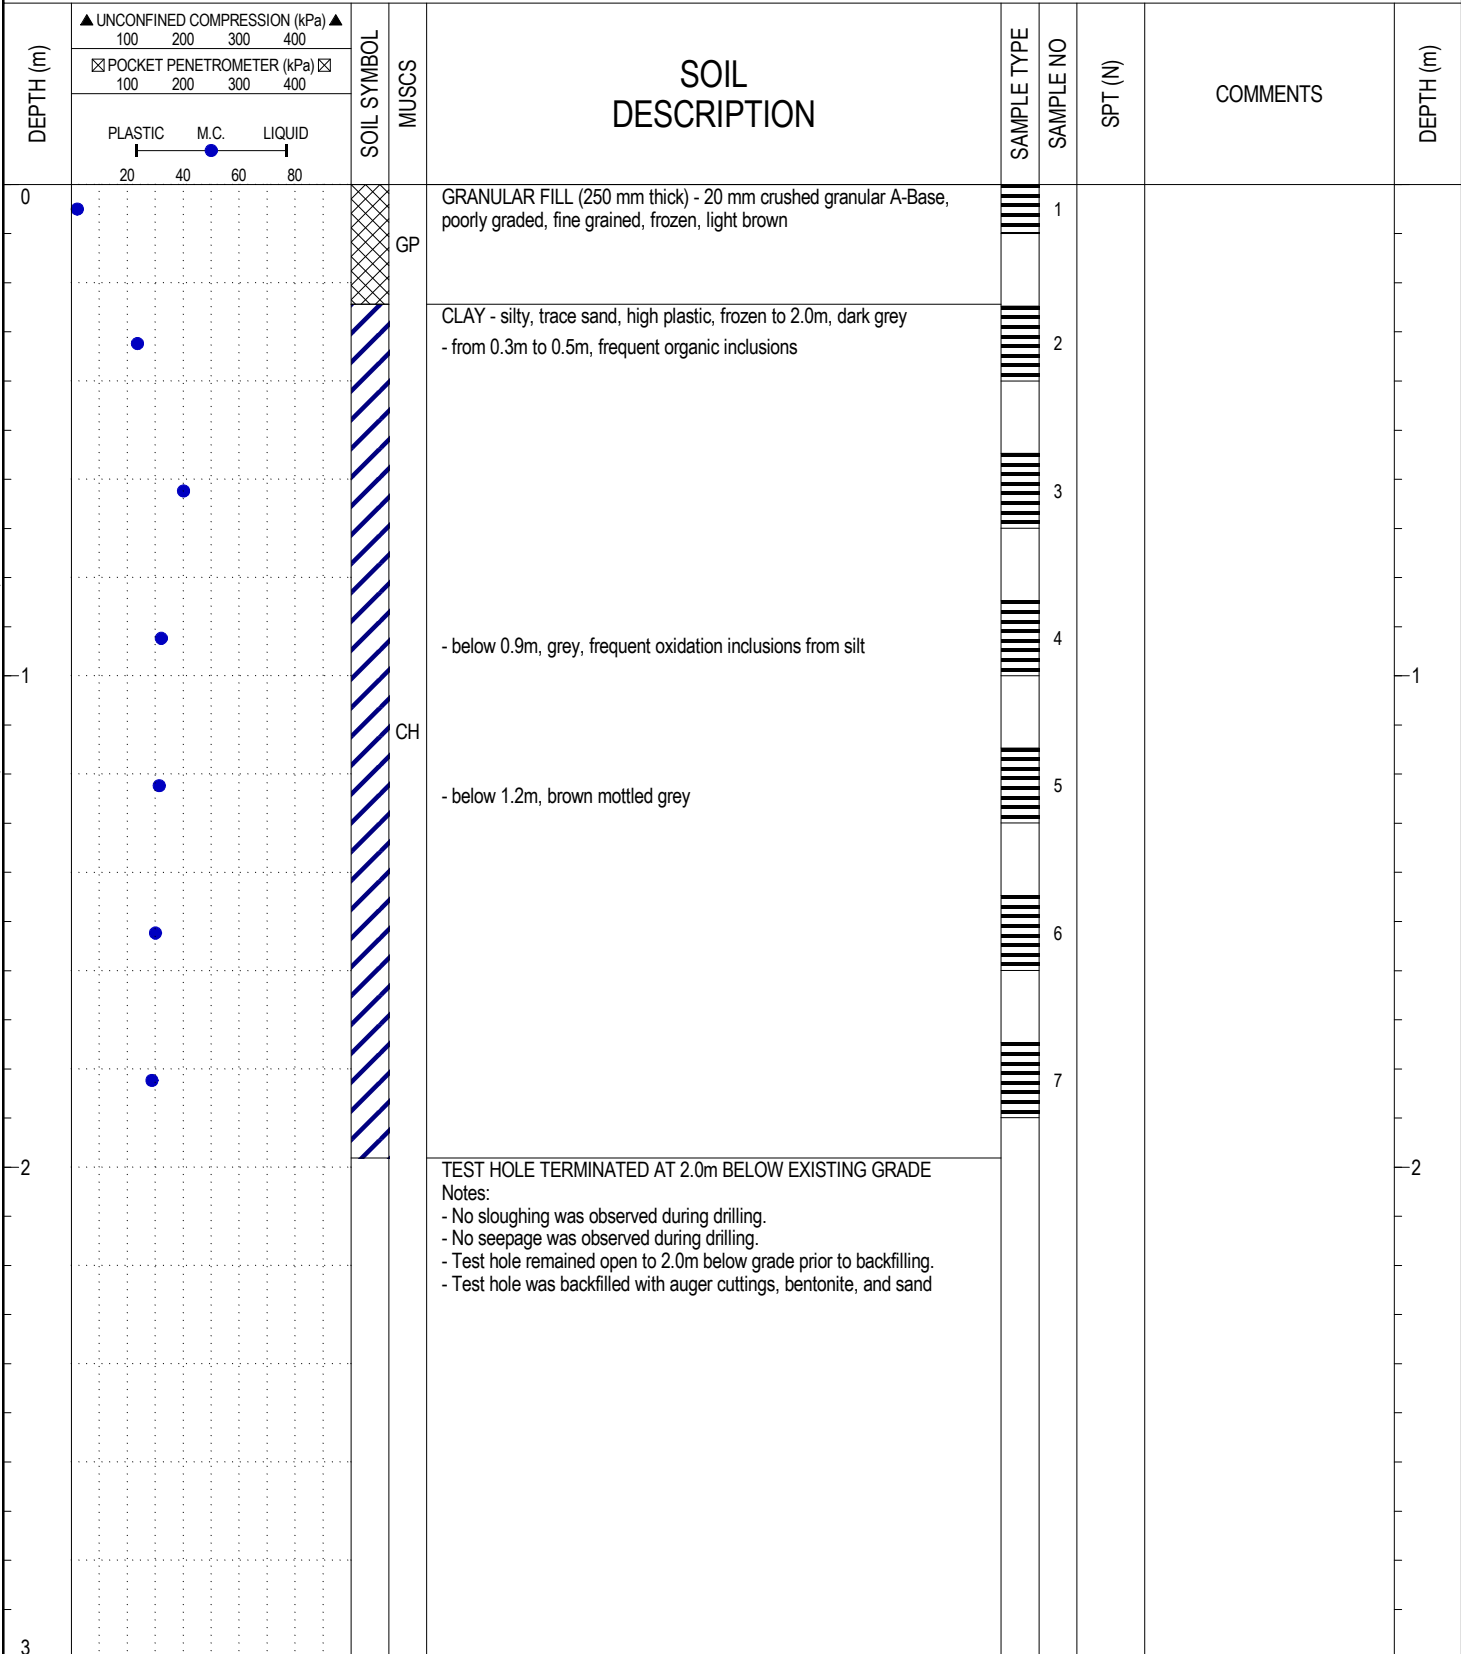 DEPTH (m)
▲ UNCONFINED COMPRESSION (kPa) ▲
100 200 300 400
☒ POCKET PENETROMETER (kPa) ☒
100 200 300 400
PLASTIC M.C. LIQUID
20 40 60 80
SOIL SYMBOL
MUSCS
SOIL
DESCRIPTION
SAMPLE TYPE
SAMPLE NO
SPT (N)
COMMENTS
DEPTH (m)
0
GRANULAR FILL (250 mm thick) - 20 mm crushed granular A-Base,
poorly graded, fine grained, frozen, light brown
1
GP
CLAY - silty, trace sand, high plastic, frozen to 2.0m, dark grey
- from 0.3m to 0.5m, frequent organic inclusions
2
3
- below 0.9m, grey, frequent oxidation inclusions from silt
4
1
1
CH
- below 1.2m, brown mottled grey
5
6
7
2
2
TEST HOLE TERMINATED AT 2.0m BELOW EXISTING GRADE
Notes:
- No sloughing was observed during drilling.
- No seepage was observed during drilling.
- Test hole remained open to 2.0m below grade prior to backfilling.
- Test hole was backfilled with auger cuttings, bentonite, and sand
3